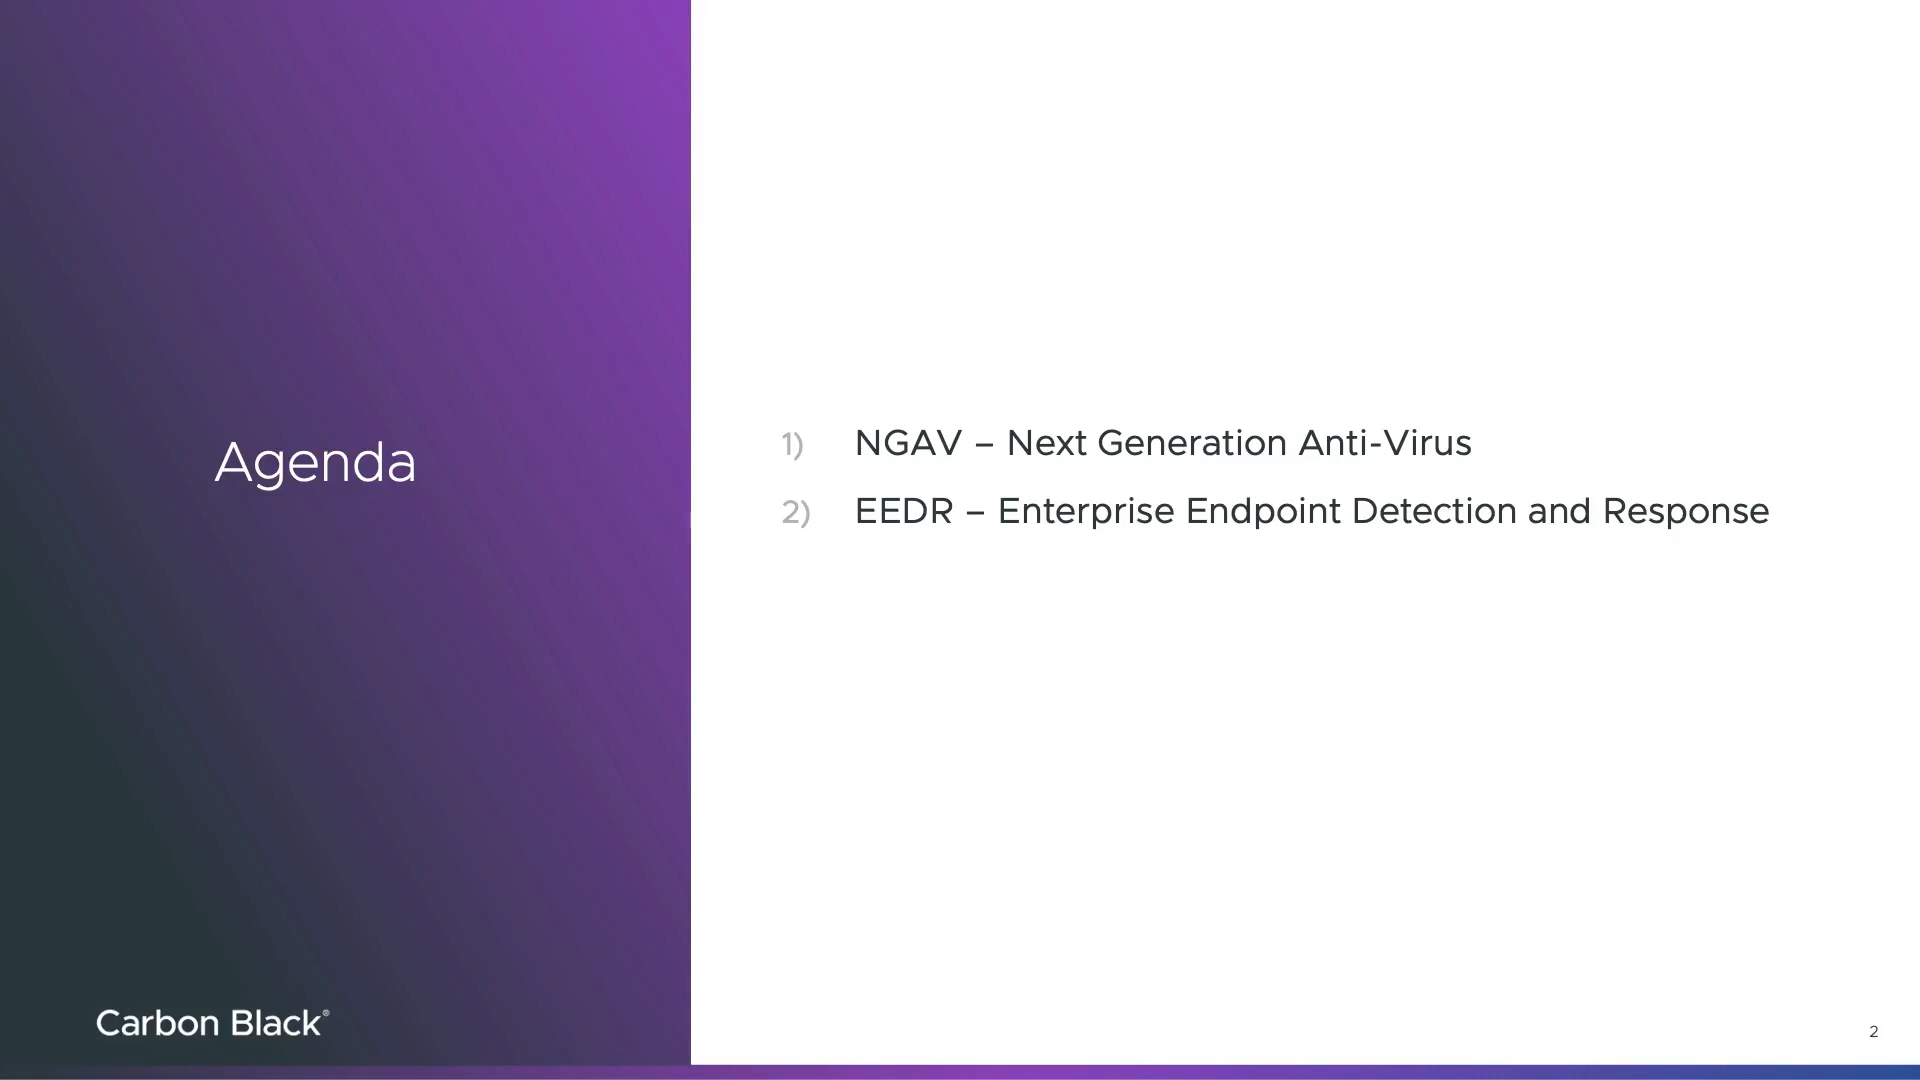 Agenda
1) NGAV – Next Generation Anti-Virus
2) EEDR – Enterprise Endpoint Detection and Response
Carbon Black®
2